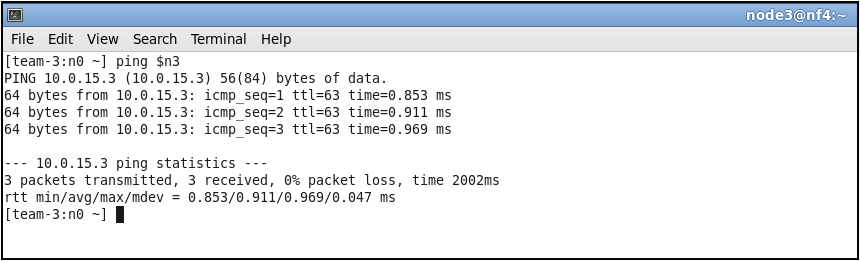 node3@nf4:~
File Edit View Search Terminal Help
[team-3:n0 ~] ping $n3
PING 10.0.15.3 (10.0.15.3) 56(84) bytes of data.
64 bytes from 10.0.15.3: icmp_seq=1 ttl=63 time=0.853 ms
64 bytes from 10.0.15.3: icmp_seq=2 ttl=63 time=0.911 ms
64 bytes from 10.0.15.3: icmp_seq=3 ttl=63 time=0.969 ms
--- 10.0.15.3 ping statistics ---
3 packets transmitted, 3 received, 0% packet loss, time 2002ms
rtt min/avg/max/mdev = 0.853/0.911/0.969/0.047 ms
[team-3:n0 ~]